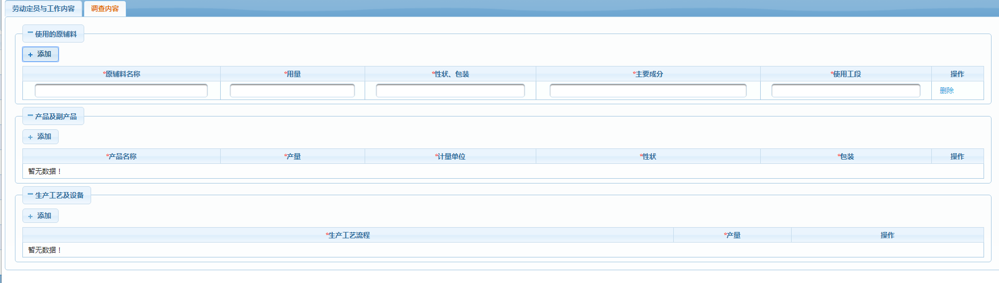 劳动定员与工作内容 调查内容
使用的原辅料
+ 添加
*原辅料名称 *用量 *性状、包装 *主要成分 *使用工段 操作
删除
产品及副产品
+ 添加
*产品名称 *产量 *计量单位 *性状 *包装 操作
暂无数据！
生产工艺及设备
+ 添加
*生产工艺流程 *产量 操作
暂无数据！